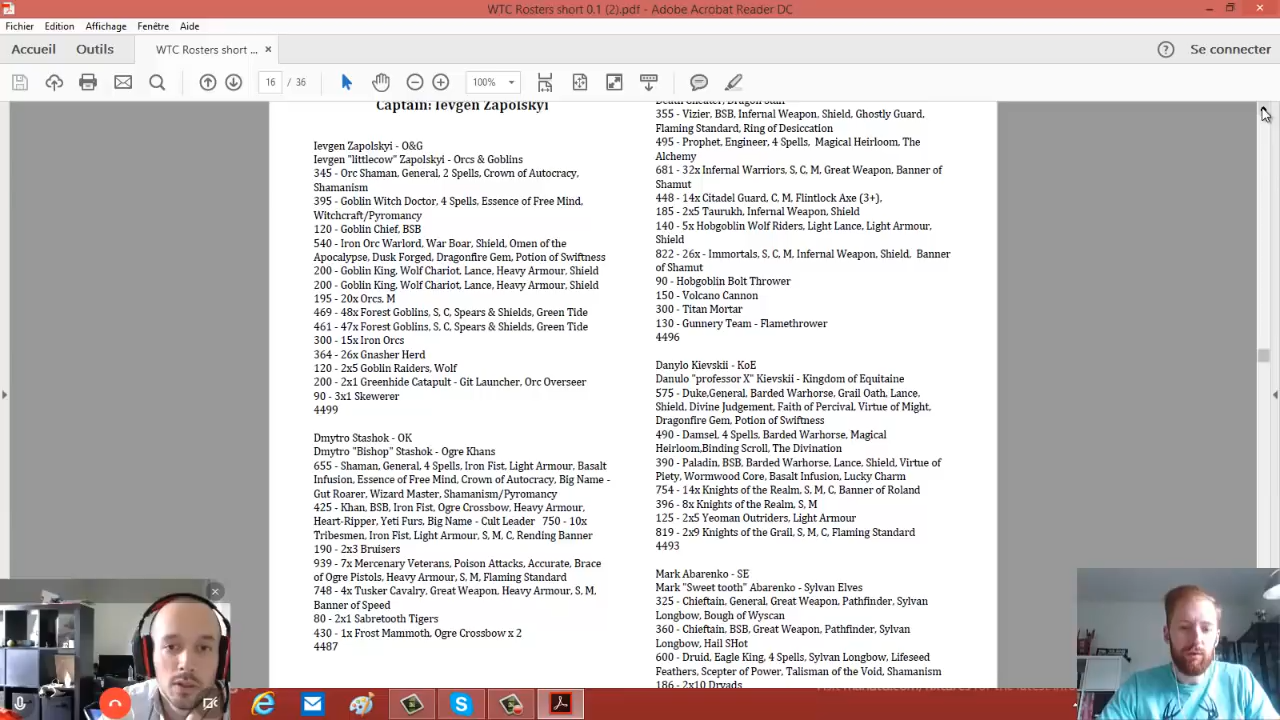 WTC Rosters short 0.1 (2).pdf - Adobe Acrobat Reader DC
Fichier Edition Affichage Fenêtre Aide
Accueil Outils WTC Rosters short ... × Se connecter
16 / 36 100%
Captain: Ievgen Zapolskyi
Ievgen Zapolskyi - O&G
Ievgen "littlecow" Zapolskyi - Orcs & Goblins
345 - Orc Shaman, General, 2 Spells, Crown of Autocracy,
Shamanism
395 - Goblin Witch Doctor, 4 Spells, Essence of Free Mind,
Witchcraft/Pyromancy
120 - Goblin Chief, BSB
540 - Iron Orc Warlord, War Boar, Shield, Omen of the
Apocalypse, Dusk Forged, Dragonfire Gem, Potion of Swiftness
200 - Goblin King, Wolf Chariot, Lance, Heavy Armour, Shield
200 - Goblin King, Wolf Chariot, Lance, Heavy Armour, Shield
195 - 20x Orcs, M
469 - 48x Forest Goblins, S, C, Spears & Shields, Green Tide
461 - 47x Forest Goblins, S, C, Spears & Shields, Green Tide
300 - 15x Iron Orcs
364 - 26x Gnasher Herd
120 - 2x5 Goblin Raiders, Wolf
200 - 2x1 Greenhide Catapult - Git Launcher, Orc Overseer
90 - 3x1 Skewerer
4499
Dmytro Stashok - OK
Dmytro "Bishop" Stashok - Ogre Khans
655 - Shaman, General, 4 Spells, Iron Fist, Light Armour, Basalt
Infusion, Essence of Free Mind, Crown of Autocracy, Big Name -
Gut Roarer, Wizard Master, Shamanism/Pyromancy
425 - Khan, BSB, Iron Fist, Ogre Crossbow, Heavy Armour,
Heart-Ripper, Yeti Furs, Big Name - Cult Leader 750 - 10x
Tribesmen, Iron Fist, Light Armour, S, M, C, Rending Banner
190 - 2x3 Bruisers
939 - 7x Mercenary Veterans, Poison Attacks, Accurate, Brace
of Ogre Pistols, Heavy Armour, S, M, Flaming Standard
748 - 4x Tusker Cavalry, Great Weapon, Heavy Armour, S, M,
Banner of Speed
80 - 2x1 Sabretooth Tigers
430 - 1x Frost Mammoth, Ogre Crossbow x 2
4487
355 - Vizier, BSB, Infernal Weapon, Shield, Ghostly Guard,
Flaming Standard, Ring of Desiccation
495 - Prophet, Engineer, 4 Spells, Magical Heirloom, The
Alchemy
681 - 32x Infernal Warriors, S, C, M, Great Weapon, Banner of
Shamut
448 - 14x Citadel Guard, C, M, Flintlock Axe (3+),
185 - 2x5 Taurukh, Infernal Weapon, Shield
140 - 5x Hobgoblin Wolf Riders, Light Lance, Light Armour,
Shield
822 - 26x - Immortals, S, C, M, Infernal Weapon, Shield, Banner
of Shamut
90 - Hobgoblin Bolt Thrower
150 - Volcano Cannon
300 - Titan Mortar
130 - Gunnery Team - Flamethrower
4496
Danylo Kievskii - KoE
Danulo "professor X" Kievskii - Kingdom of Equitaine
575 - Duke,General, Barded Warhorse, Grail Oath, Lance,
Shield, Divine Judgement, Faith of Percival, Virtue of Might,
Dragonfire Gem, Potion of Swiftness
490 - Damsel, 4 Spells, Barded Warhorse, Magical
Heirloom,Binding Scroll, The Divination
390 - Paladin, BSB, Barded Warhorse, Lance, Shield, Virtue of
Piety, Wormwood Core, Basalt Infusion, Lucky Charm
754 - 14x Knights of the Realm, S, M, C, Banner of Roland
396 - 8x Knights of the Realm, S, M
125 - 2x5 Yeoman Outriders, Light Armour
819 - 2x9 Knights of the Grail, S, M, C, Flaming Standard
4493
Mark Abarenko - SE
Mark "Sweet tooth" Abarenko - Sylvan Elves
325 - Chieftain, General, Great Weapon, Pathfinder, Sylvan
Longbow, Bough of Wyscan
360 - Chieftain, BSB, Great Weapon, Pathfinder, Sylvan
Longbow, Hail SHot
600 - Druid, Eagle King, 4 Spells, Sylvan Longbow, Lifeseed
Feathers, Scepter of Power, Talisman of the Void, Shamanism
186 - 2x10 Dryads